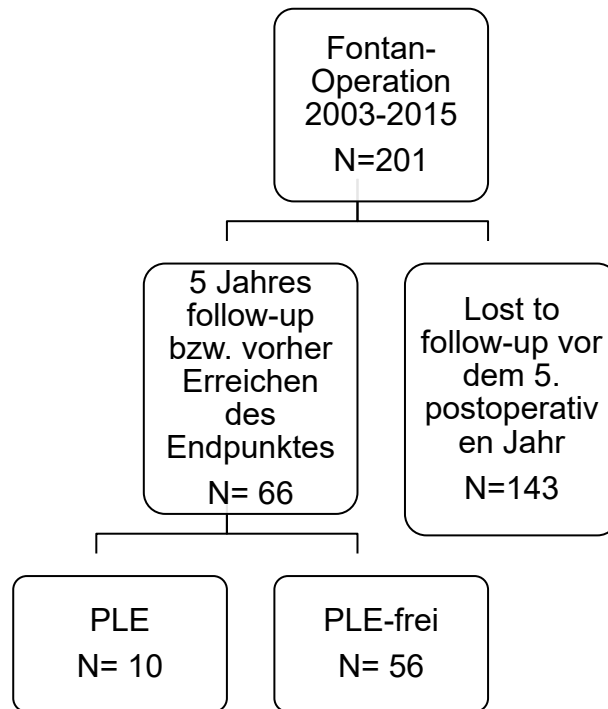 Fontan-
Operation
2003-2015
N=201
5 Jahres
follow-up
bzw. vorher
Erreichen
des
Endpunktes
N= 66
Lost to
follow-up vor
dem 5.
postoperativ
en Jahr
N=143
PLE
N= 10
PLE-frei
N= 56